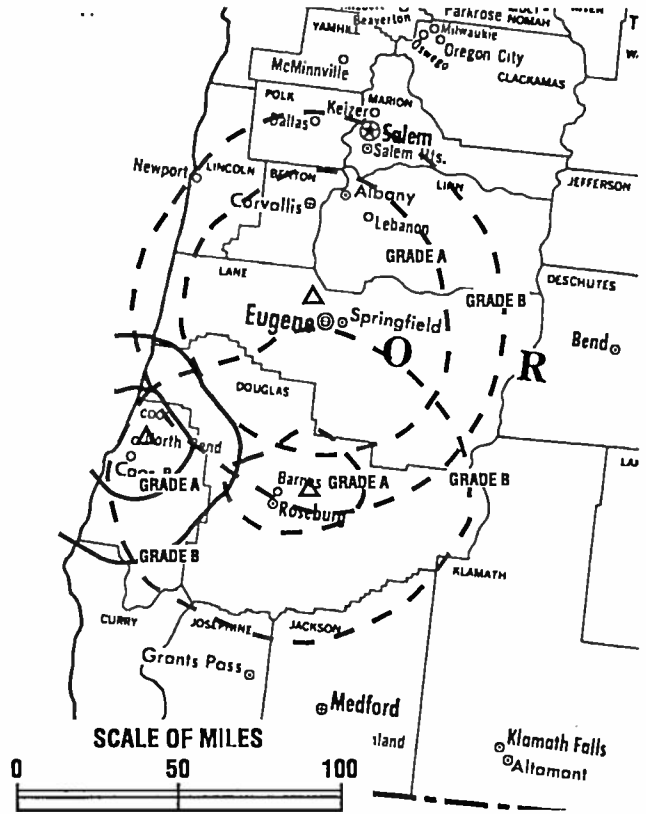 Beaverton
Parkrose
NOMAH
YAMHILL
Milwaukie
Oswego
Oregon City
McMinnville
CLACKAMAS
POLK
MARION
Keizer
Dallas
Salem
Salem Hts.
Newport
LINCOLN
BENTON
LINN
JEFFERSON
Corvallis
Albany
Lebanon
GRADE A
LANE
DESCHUTES
GRADE B
Eugene
Springfield
O
R
Bend
DOUGLAS
North Bend
GRADE A
Barnes
GRADE A
GRADE B
Roseburg
GRADE B
KLAMATH
CURRY
JOSEPHINE
JACKSON
Grants Pass
Medford
SCALE OF MILES
Klamath Falls
Altamont
0 50 100